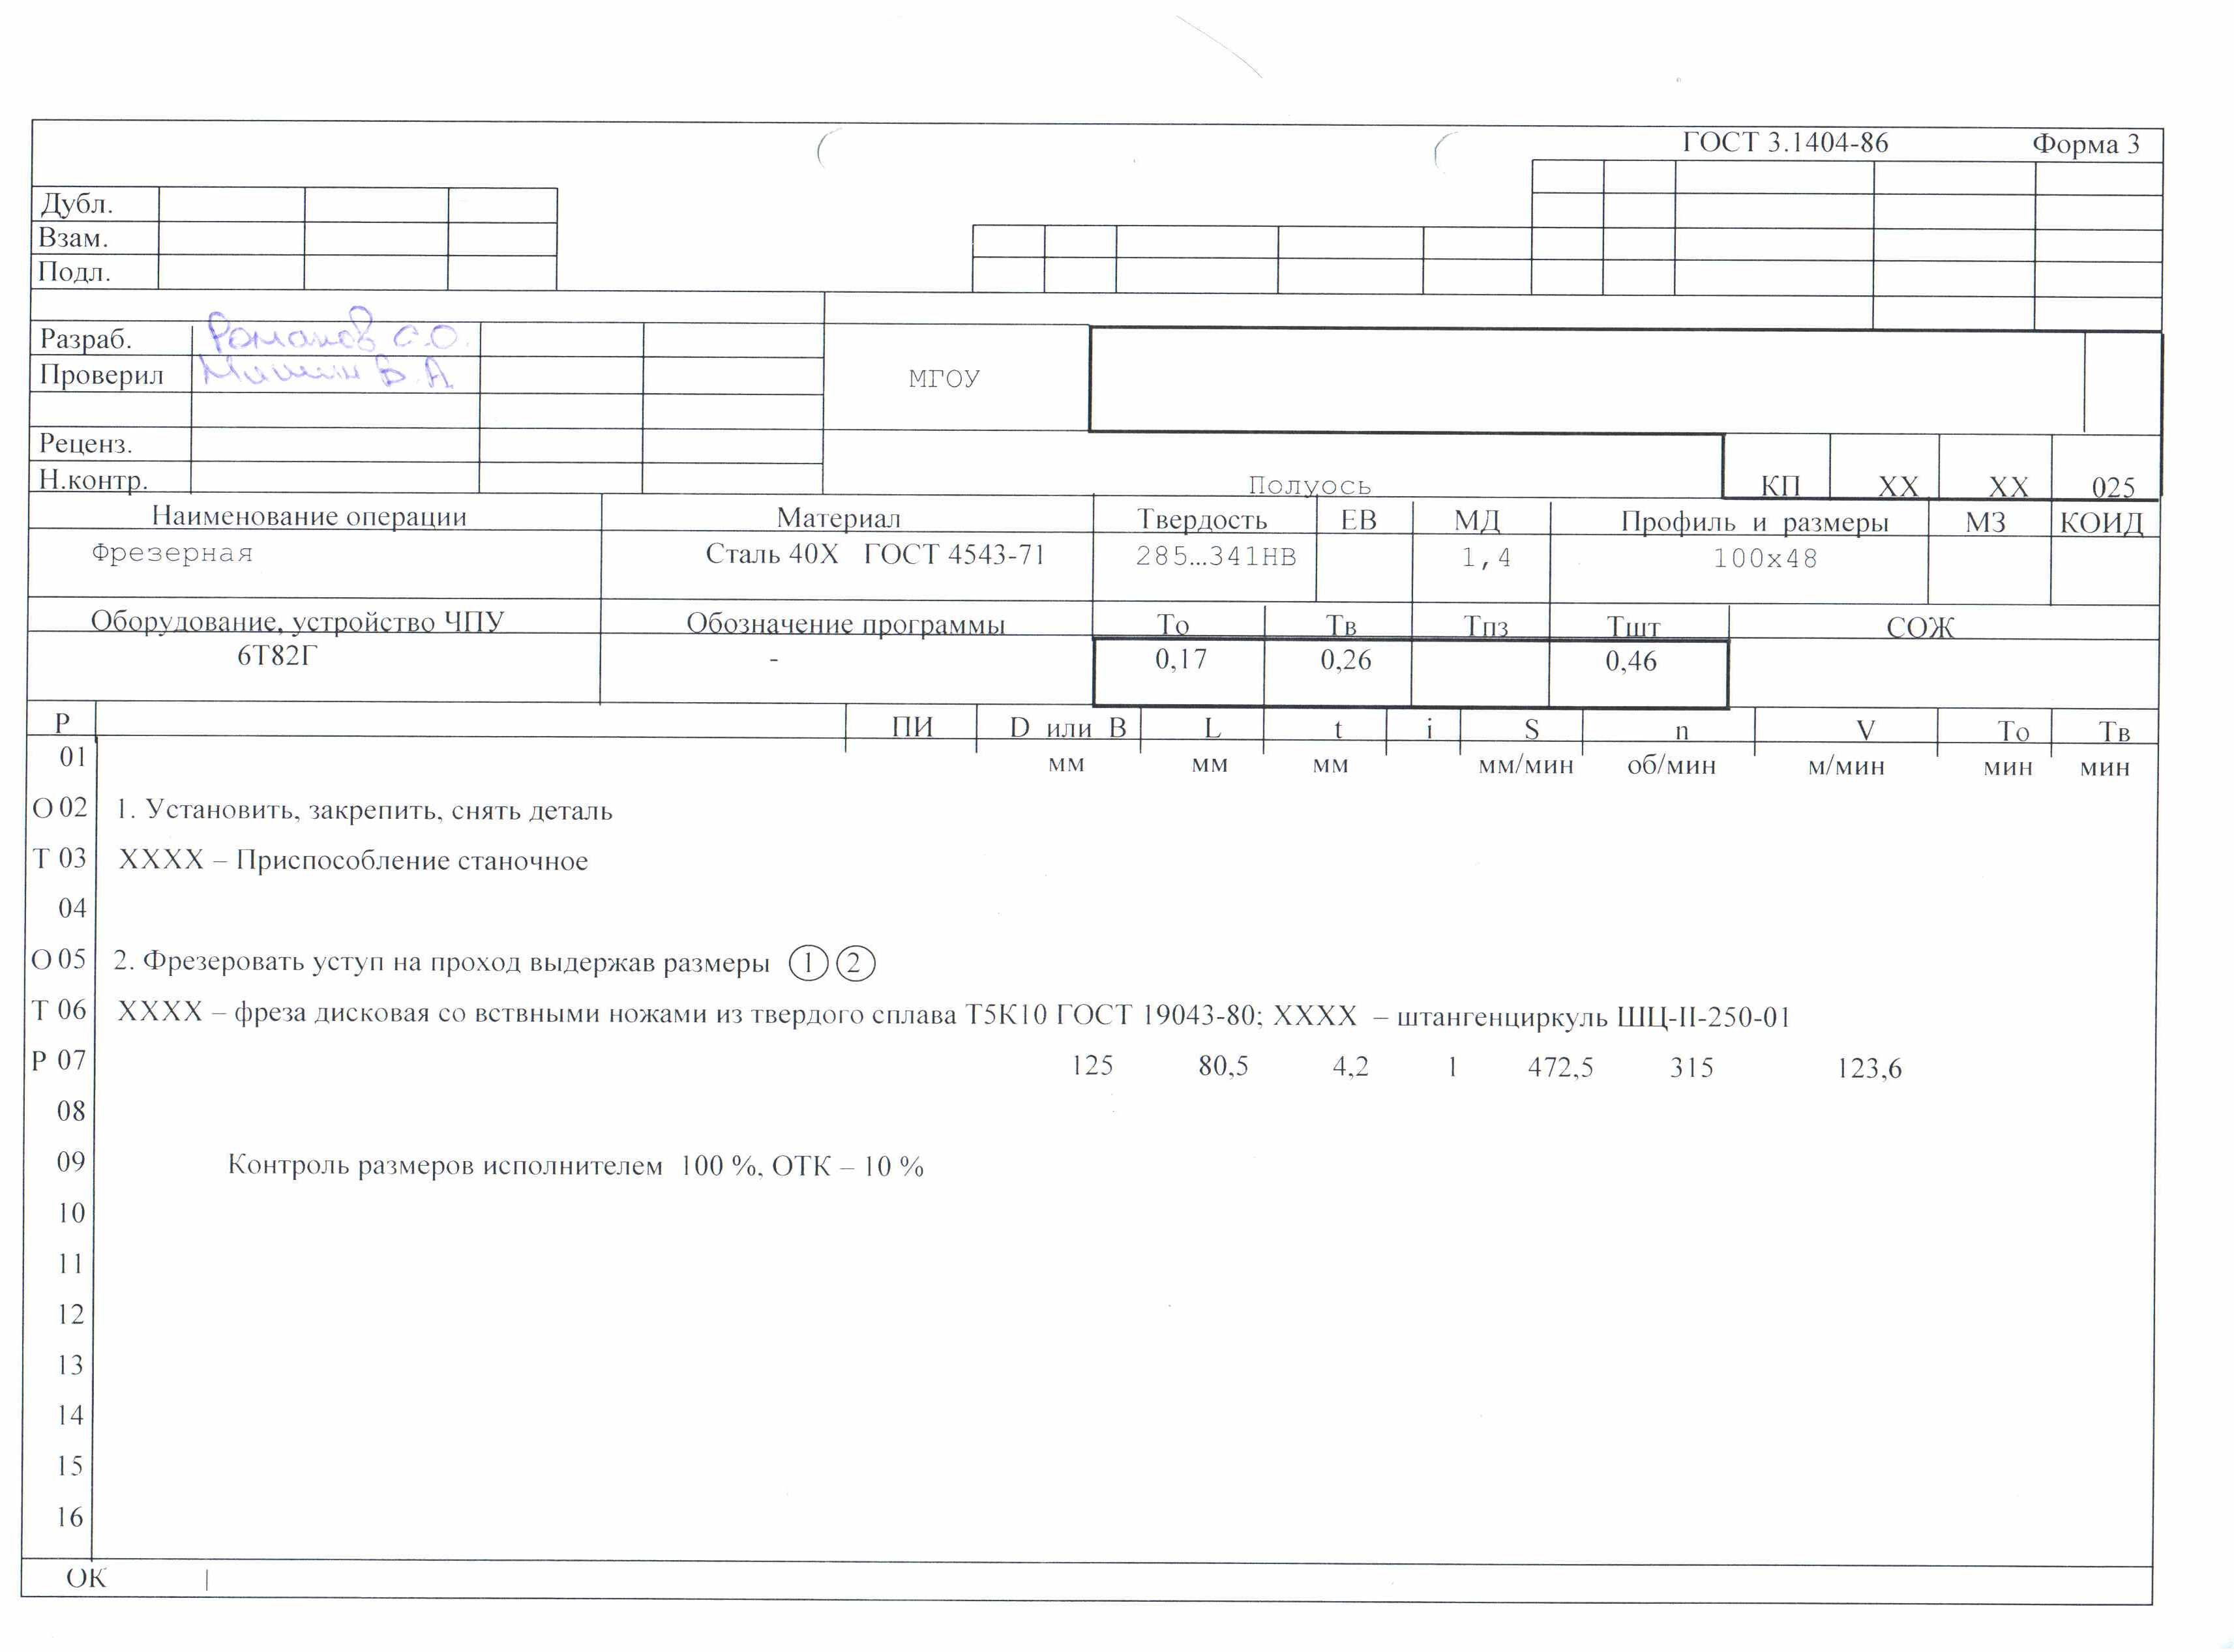 ГОСТ 3.1404-86 Форма 3
Дубл.
Взам.
Подл.
Разраб. Романов С.О.
Проверил Мишин В.А
МГОУ
Реценз.
Н.контр.
Полуось КП ХХ ХХ 025
Наименование операции Материал Твердость ЕВ МД Профиль и размеры МЗ КОИД
Фрезерная Сталь 40Х ГОСТ 4543-71 285…341НВ 1,4 100х48
Оборудование, устройство ЧПУ Обозначение программы То Тв Тпз Тшт СОЖ
6Т82Г - 0,17 0,26 0,46
Р ПИ D или В L t i S n V То Тв
01 мм мм мм мм/мин об/мин м/мин мин мин
О 02 1. Установить, закрепить, снять деталь
Т 03 ХХХХ – Приспособление станочное
04
О 05 2. Фрезеровать уступ на проход выдержав размеры 1 2
Т 06 ХХХХ – фреза дисковая со вствными ножами из твердого сплава Т5К10 ГОСТ 19043-80; ХХХХ – штангенциркуль ШЦ-II-250-01
Р 07 125 80,5 4,2 1 472,5 315 123,6
08
09 Контроль размеров исполнителем 100 %, ОТК – 10 %
10
11
12
13
14
15
16
ОК